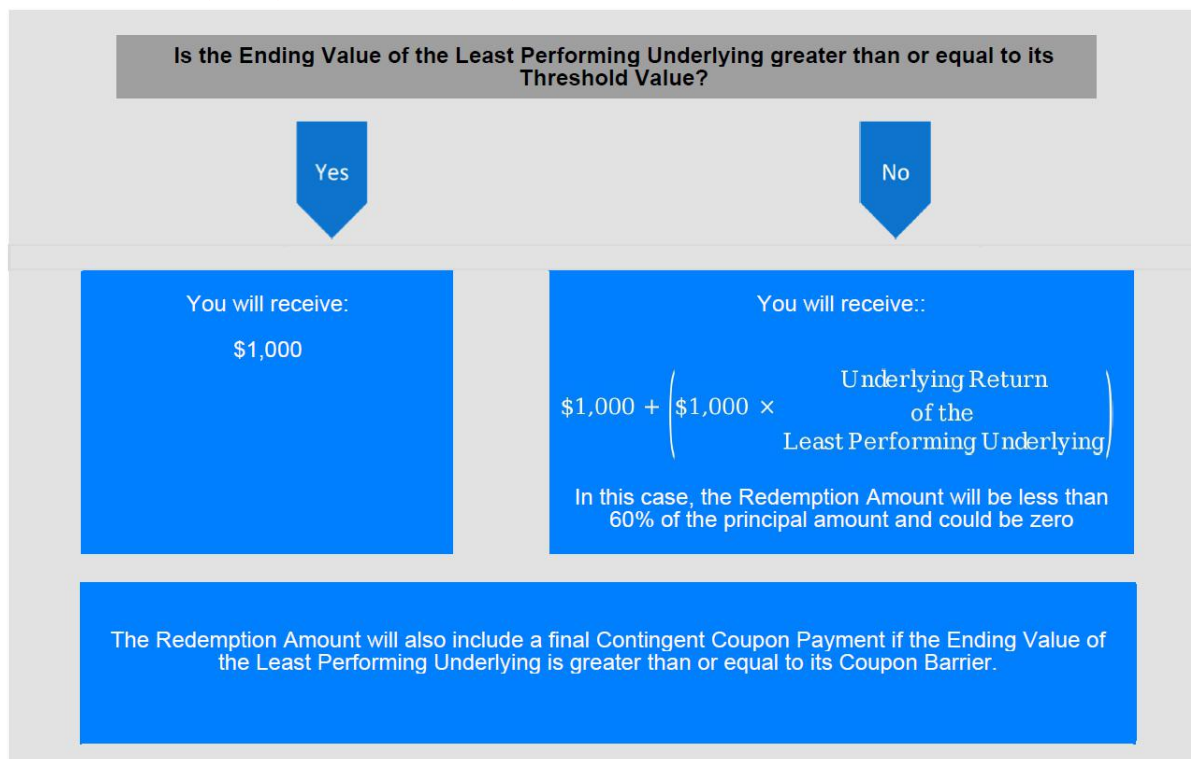 Is the Ending Value of the Least Performing Underlying greater than or equal to its
Threshold Value?
Yes
No
You will receive:
$1,000
You will receive::
$1,000 + ($1,000 × Underlying Return
of the
Least Performing Underlying)
In this case, the Redemption Amount will be less than
60% of the principal amount and could be zero
The Redemption Amount will also include a final Contingent Coupon Payment if the Ending Value of
the Least Performing Underlying is greater than or equal to its Coupon Barrier.